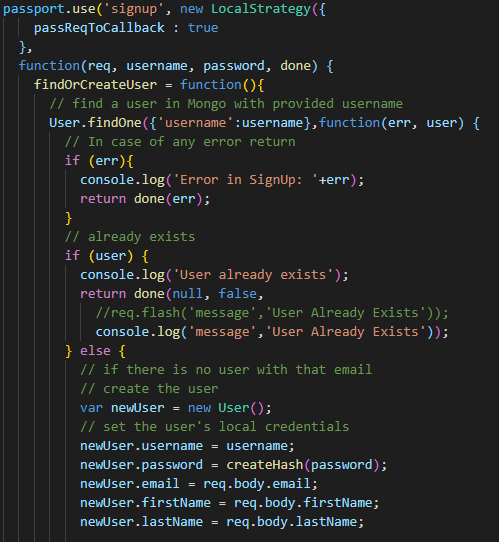 passport.use('signup', new LocalStrategy({
    passReqToCallback : true
  },
  function(req, username, password, done) {
    findOrCreateUser = function(){
      // find a user in Mongo with provided username
      User.findOne({'username':username},function(err, user) {
        // In case of any error return
        if (err){
          console.log('Error in SignUp: '+err);
          return done(err);
        }
        // already exists
        if (user) {
          console.log('User already exists');
          return done(null, false,
            //req.flash('message','User Already Exists'));
            console.log('message','User Already Exists'));
        } else {
          // if there is no user with that email
          // create the user
          var newUser = new User();
          // set the user's local credentials
          newUser.username = username;
          newUser.password = createHash(password);
          newUser.email = req.body.email;
          newUser.firstName = req.body.firstName;
          newUser.lastName = req.body.lastName;